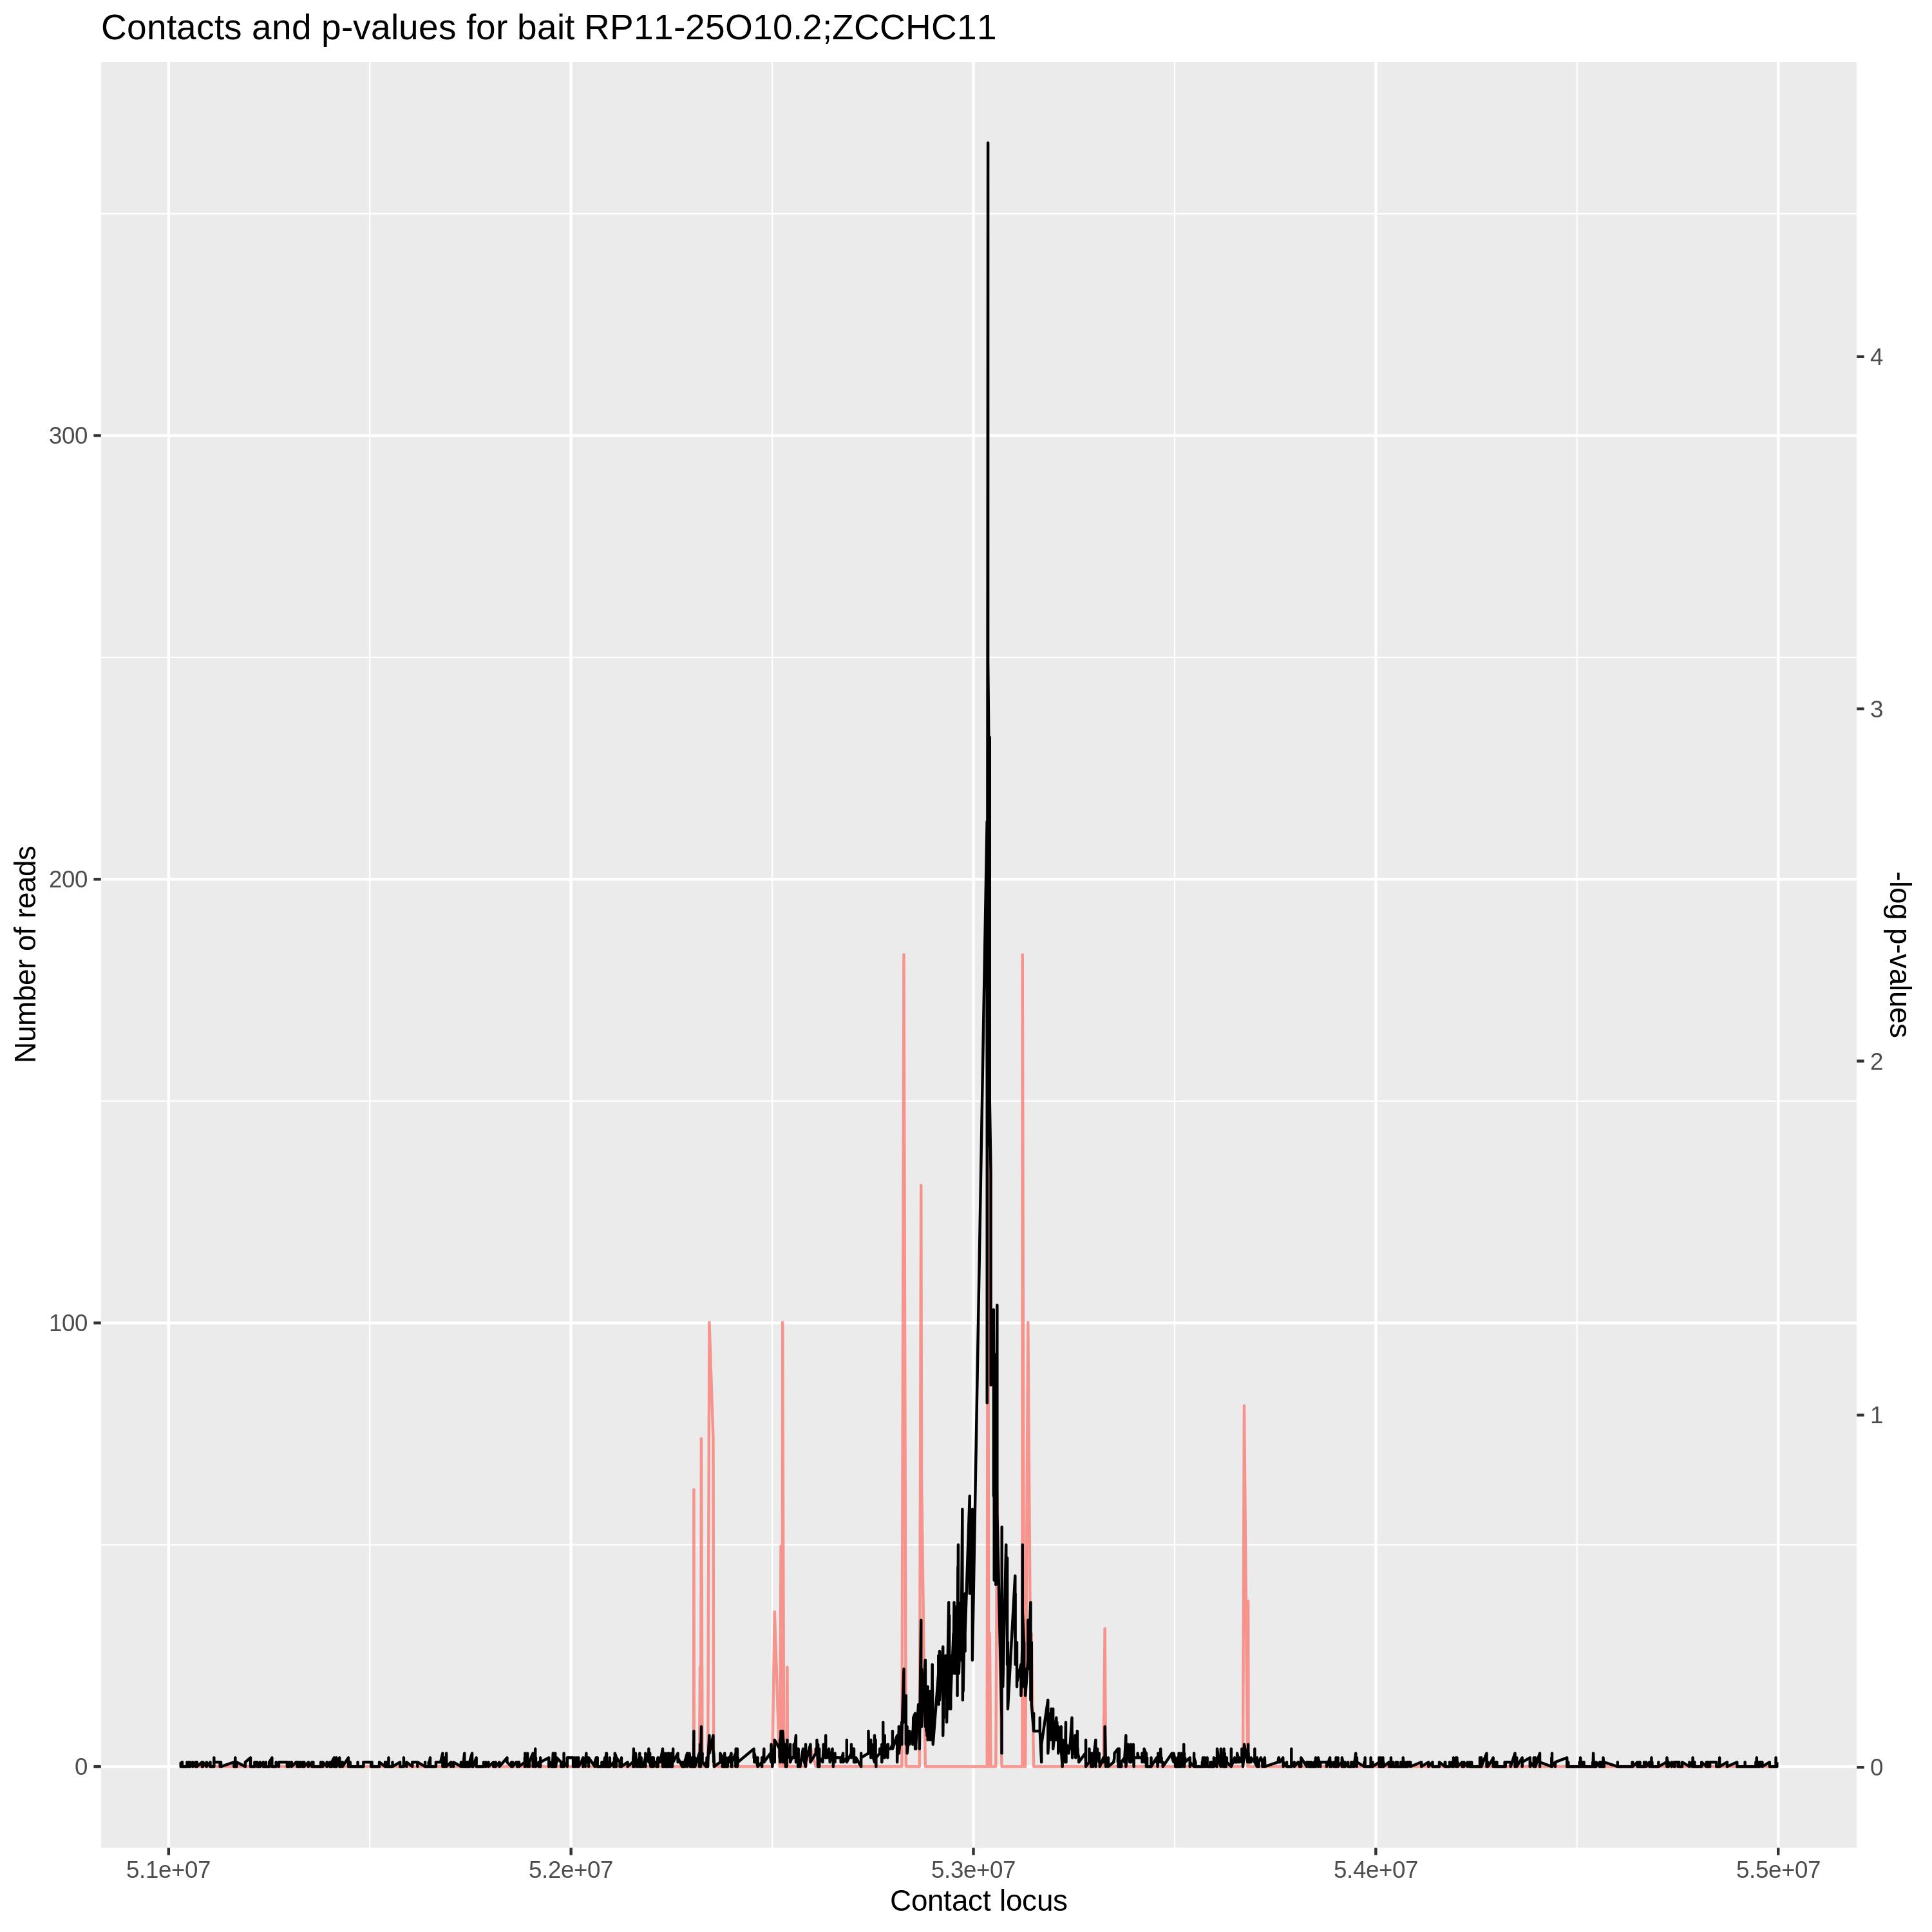 Contacts and p-values for bait RP11-25O10.2;ZCCHC11
Number of reads
300
200
100
0
4
3
2
1
0
-log p-values
5.1e+07 5.2e+07 5.3e+07 5.4e+07 5.5e+07
Contact locus